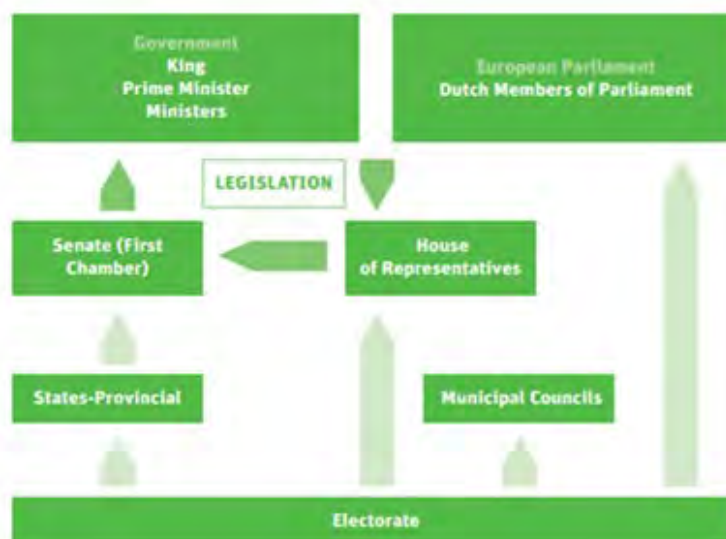 Government
King
Prime Minister
Ministers
European Parliament
Dutch Members of Parliament
LEGISLATION
Senate (First
Chamber)
House
of Representatives
States-Provincial
Municipal Councils
Electorate